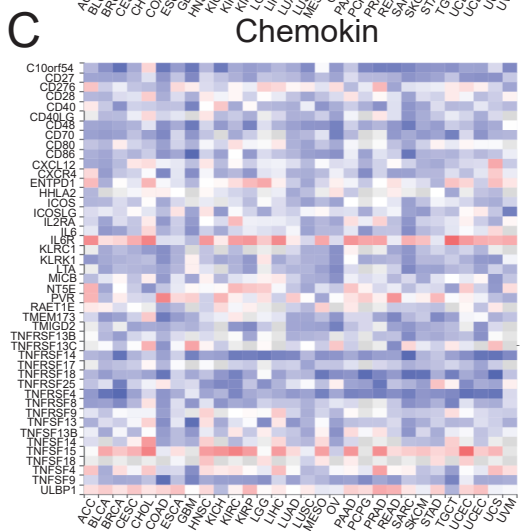 C
Chemokin
C10orf54
CD27
CD276
CD28
CD40
CD40LG
CD48
CD70
CD80
CD86
CXCL12
CXCR4
ENTPD1
HHLA2
ICOS
ICOSLG
IL2RA
IL6
IL6R
KLRC1
KLRK1
LTA
MICB
NT5E
PVR
RAET1E
TMEM173
TMIGD2
TNFRSF13B
TNFRSF13C
TNFRSF14
TNFRSF17
TNFRSF18
TNFRSF25
TNFRSF4
TNFRSF8
TNFRSF9
TNFSF13
TNFSF13B
TNFSF14
TNFSF15
TNFSF18
TNFSF4
TNFSF9
ULBP1
ACC
BLCA
BRCA
CESC
CHOL
COAD
ESCA
GBM
HNSC
KICH
KIRC
KIRP
LGG
LIHC
LUAD
LUSC
MESO
OV
PAAD
PCPG
PRAD
READ
SARC
SKCM
STAD
TGCT
UCEC
UCEC
UCS
UVM